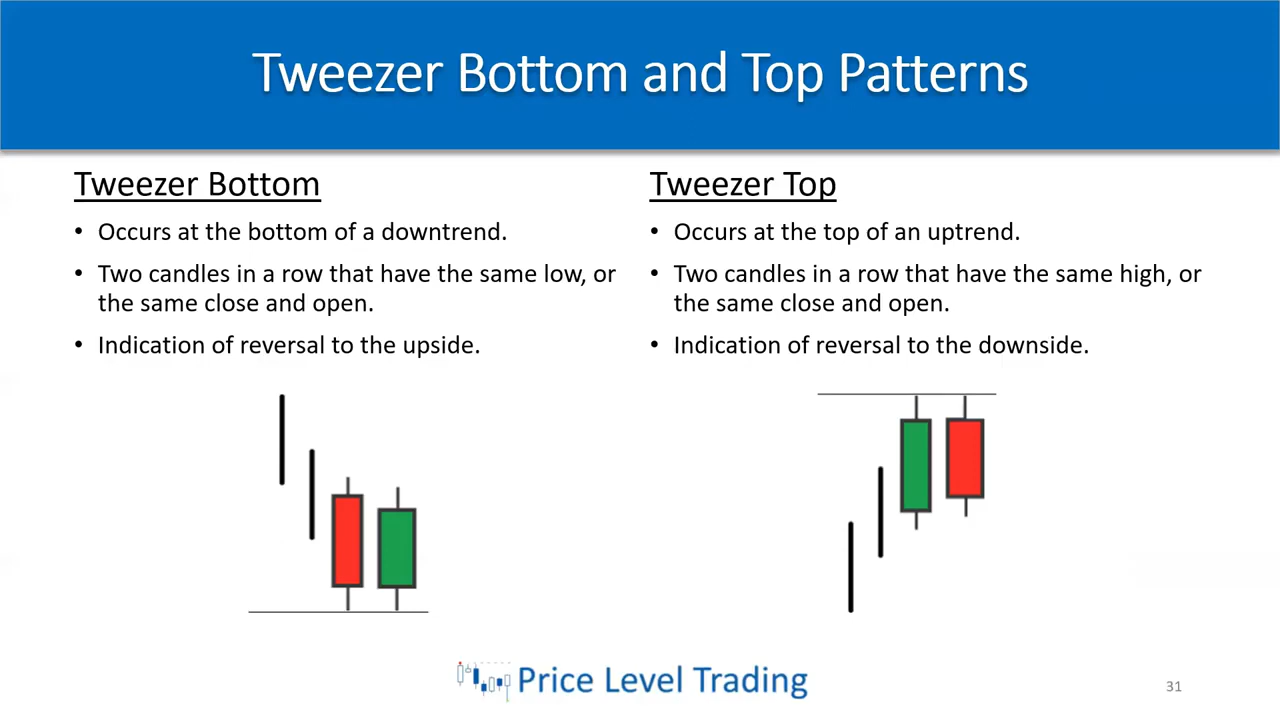 Tweezer Bottom and Top Patterns
Tweezer Bottom
• Occurs at the bottom of a downtrend.
• Two candles in a row that have the same low, or
the same close and open.
• Indication of reversal to the upside.
Tweezer Top
• Occurs at the top of an uptrend.
• Two candles in a row that have the same high, or
the same close and open.
• Indication of reversal to the downside.
Price Level Trading
31